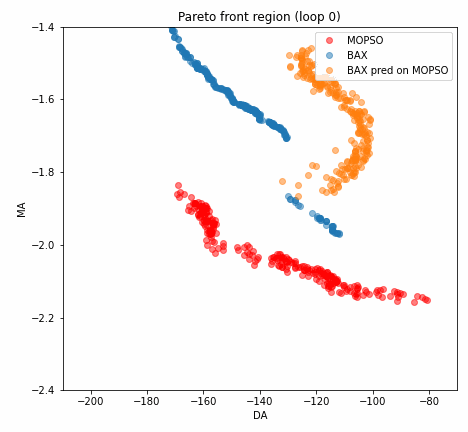 Pareto front region (loop 0)
MOPSO
BAX
BAX pred on MOPSO
−1.4
−1.6
−1.8
−2.0
−2.2
−2.4
MA
−200
−180
−160
−140
−120
−100
−80
DA